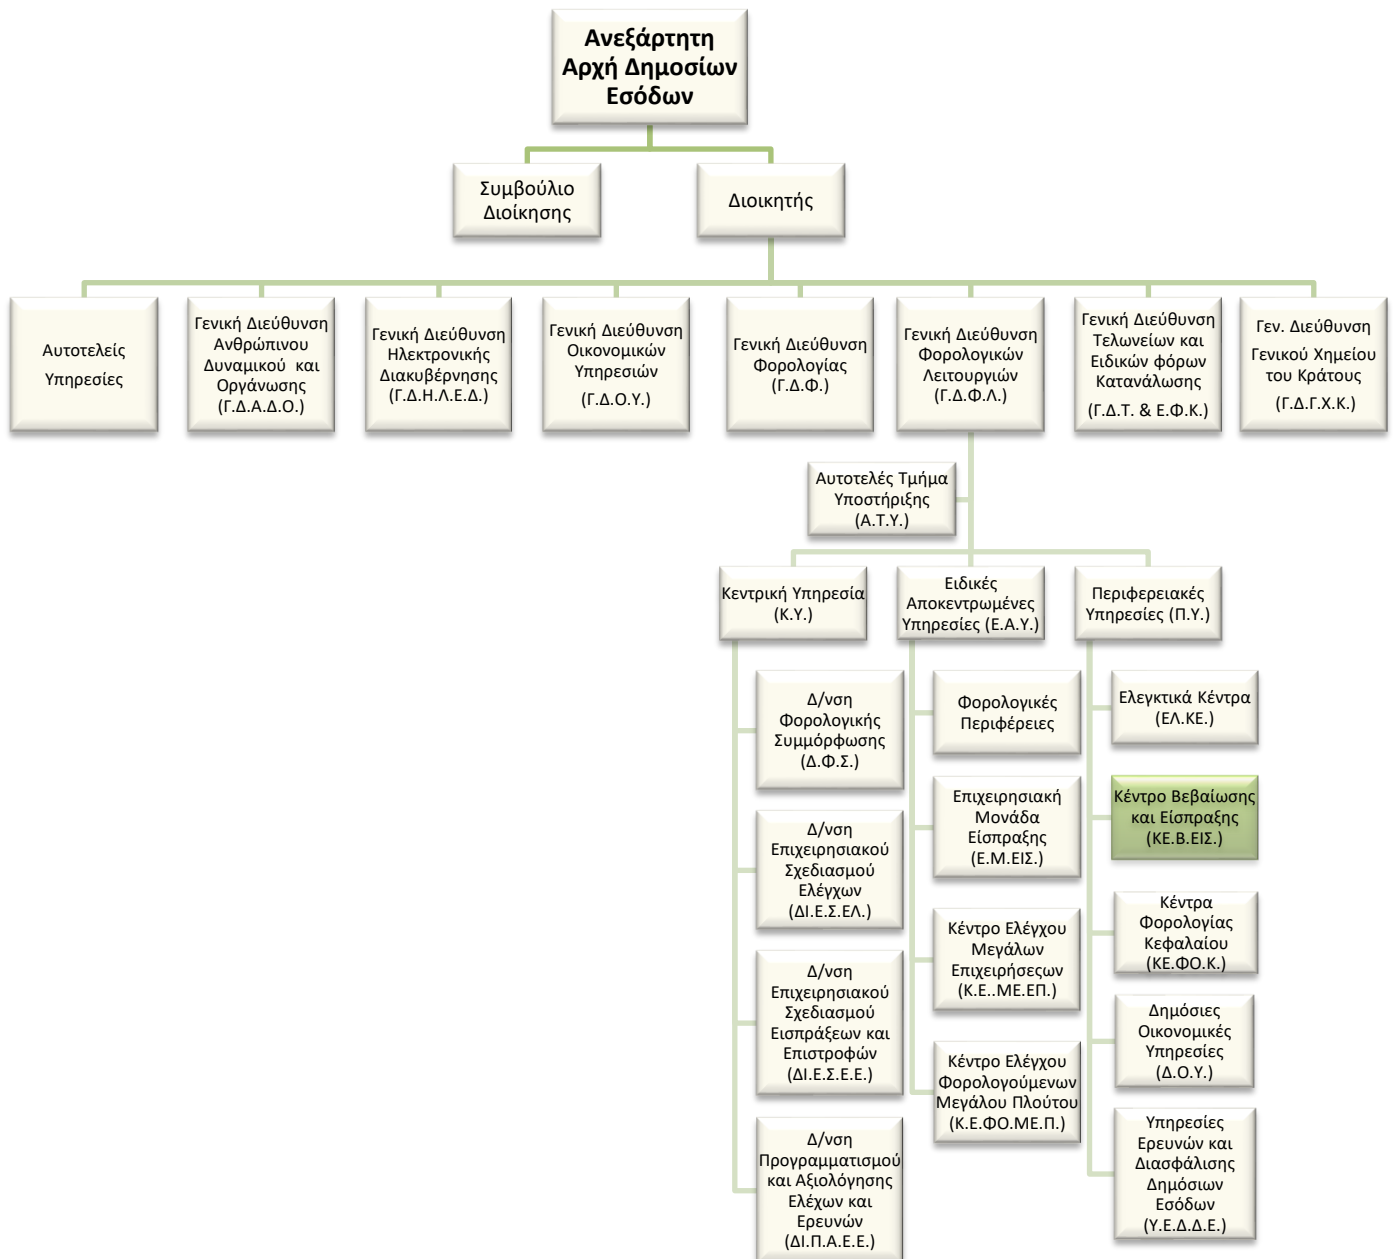 Ανεξάρτητη
Αρχή Δημοσίων
Εσόδων
Συμβούλιο
Διοίκησης
Διοικητής
Αυτοτελείς
Υπηρεσίες
Γενική Διεύθυνση
Ανθρώπινου
Δυναμικού και
Οργάνωσης
(Γ.Δ.Α.Δ.Ο.)
Γενική Διεύθυνση
Ηλεκτρονικής
Διακυβέρνησης
(Γ.Δ.Η.Λ.Ε.Δ.)
Γενική Διεύθυνση
Οικονομικών
Υπηρεσιών
(Γ.Δ.Ο.Υ.)
Γενική Διεύθυνση
Φορολογίας
(Γ.Δ.Φ.)
Γενική Διεύθυνση
Φορολογικών
Λειτουργιών
(Γ.Δ.Φ.Λ.)
Γενική Διεύθυνση
Τελωνείων και
Ειδικών φόρων
Κατανάλωσης
(Γ.Δ.Τ. & Ε.Φ.Κ.)
Γεν. Διεύθυνση
Γενικού Χημείου
του Κράτους
(Γ.Δ.Γ.Χ.Κ.)
Αυτοτελές Τμήμα
Υποστήριξης
(Α.Τ.Υ.)
Κεντρική Υπηρεσία
(Κ.Υ.)
Ειδικές
Αποκεντρωμένες
Υπηρεσίες (Ε.Α.Υ.)
Περιφερειακές
Υπηρεσίες (Π.Υ.)
Δ/νση
Φορολογικής
Συμμόρφωσης
(Δ.Φ.Σ.)
Δ/νση
Επιχειρησιακού
Σχεδιασμού
Ελέγχων
(ΔΙ.Ε.Σ.ΕΛ.)
Δ/νση
Επιχειρησιακού
Σχεδιασμού
Εισπράξεων και
Επιστροφών
(ΔΙ.Ε.Σ.Ε.Ε.)
Δ/νση
Προγραμματισμού
και Αξιολόγησης
Ελέχων και
Ερευνών
(ΔΙ.Π.Α.Ε.Ε.)
Φορολογικές
Περιφέρειες
Επιχειρησιακή
Μονάδα
Είσπραξης
(Ε.Μ.ΕΙΣ.)
Κέντρο Ελέγχου
Μεγάλων
Επιχειρήσεςων
(Κ.Ε..ΜΕ.ΕΠ.)
Κέντρο Ελέγχου
Φορολογούμενων
Μεγάλου Πλούτου
(Κ.Ε.ΦΟ.ΜΕ.Π.)
Ελεγκτικά Κέντρα
(ΕΛ.ΚΕ.)
Κέντρο Βεβαίωσης
και Είσπραξης
(ΚΕ.Β.ΕΙΣ.)
Κέντρα
Φορολογίας
Κεφαλαίου
(ΚΕ.ΦΟ.Κ.)
Δημόσιες
Οικονομικές
Υπηρεσίες
(Δ.Ο.Υ.)
Υπηρεσίες
Ερευνών και
Διασφάλισης
Δημόσιων
Εσόδων
(Υ.Ε.Δ.Δ.Ε.)